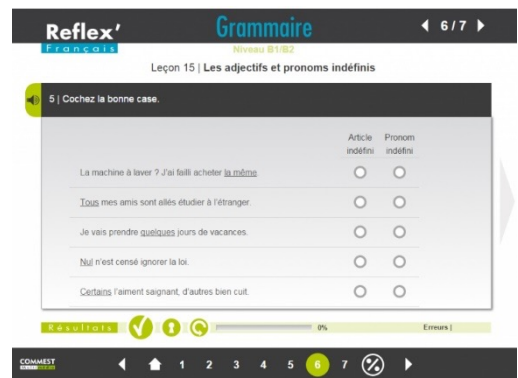 Reflex'
Français
Grammaire
Niveau B1/B2
6 / 7
Leçon 15 | Les adjectifs et pronoms indéfinis
5 | Cochez la bonne case.
Article indéfini
Pronom indéfini
La machine à laver ? J'ai failli acheter la même.
Tous mes amis sont allés étudier à l'étranger.
Je vais prendre quelques jours de vacances.
Nul n'est censé ignorer la loi.
Certains l'aiment saignant, d'autres bien cuit.
Résultats
0%
Erreurs |
COMMEST
1 2 3 4 5 6 7